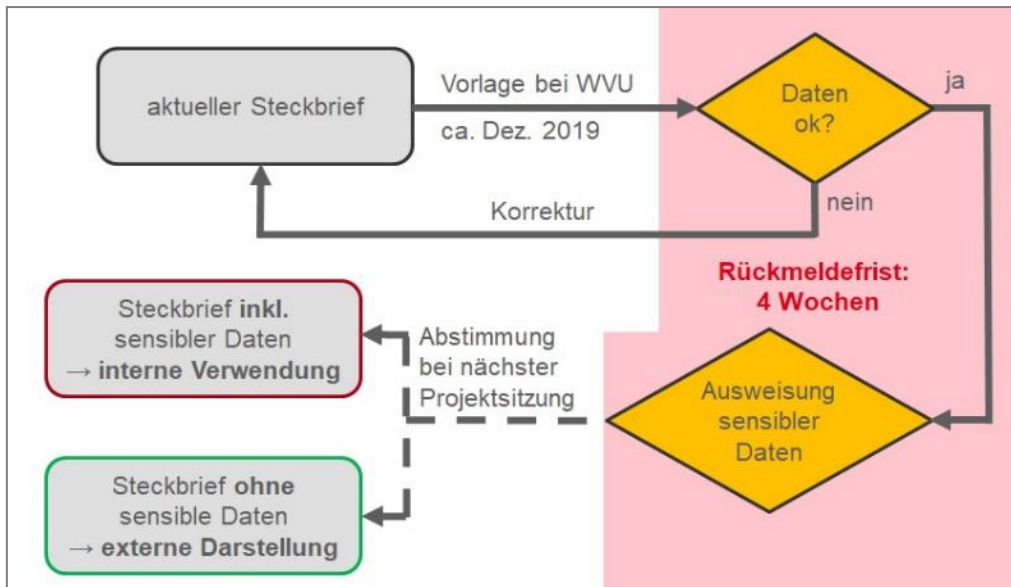 aktueller Steckbrief
Vorlage bei WVU
ca. Dez. 2019
Daten
ok?
ja
nein
Korrektur
Rückmeldefrist:
4 Wochen
Ausweisung
sensibler
Daten
Abstimmung
bei nächster
Projektsitzung
Steckbrief inkl.
sensibler Daten
→ interne Verwendung
Steckbrief ohne
sensible Daten
→ externe Darstellung